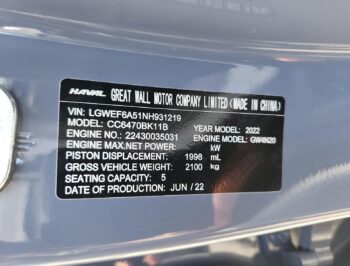 HAVAL GREAT WALL MOTOR COMPANY LIMITED (MADE IN CHINA)
VIN: LGWEF6A51NH931219
MODEL: CC6470BK11B YEAR MODEL: 2022
ENGINE NO.: 22430035031 ENGINE MODEL: GW4N20
ENGINE MAX.NET POWER: kW
PISTON DISPLACEMENT: 1998 mL
GROSS VEHICLE WEIGHT: 2100 kg
SEATING CAPACITY: 5
DATE OF PRODUCTION: JUN / 22